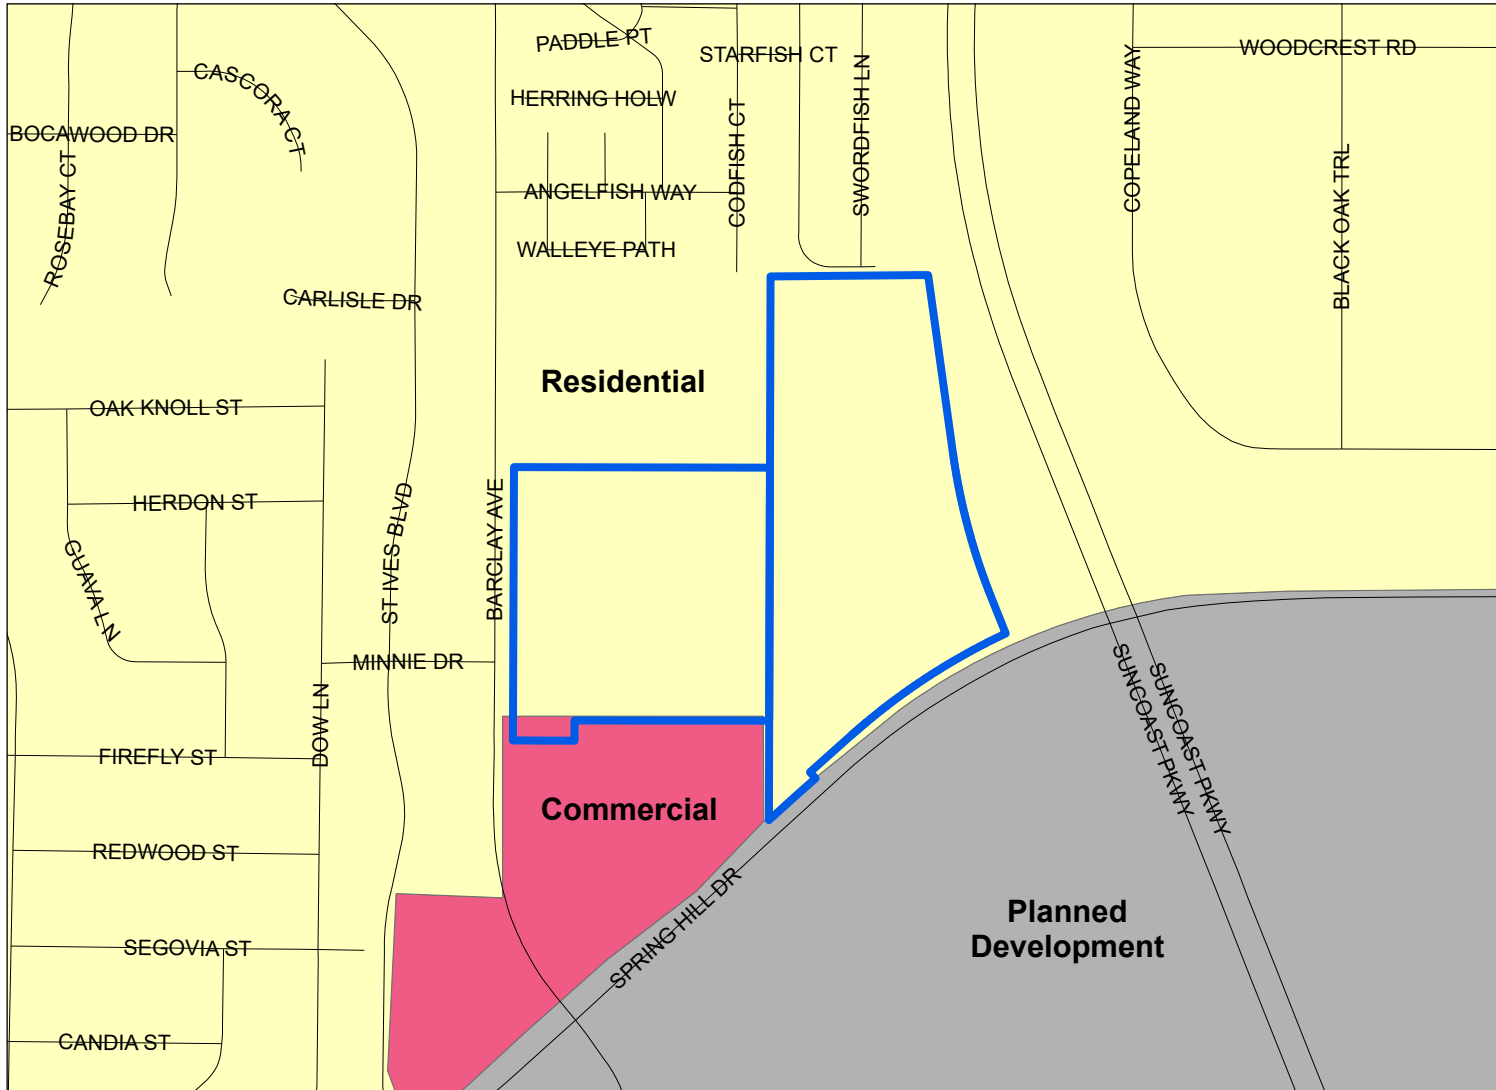 PADDLE PT
STARFISH CT
WOODCREST RD
CASCORA CT
HERRING HOLW
BOCAWOOD DR
CODFISH CT
SWORDFISH LN
COPELAND WAY
ROSEBAY CT
ANGELFISH WAY
BLACK OAK TRL
WALLEYE PATH
CARLISLE DR
Residential
OAK KNOLL ST
HERDON ST
ST IVES BLVD
BARCLAY AVE
GUAVA LN
MINNIE DR
SUNCOAST PKWY
SUNCOAST PKWY
DOW LN
FIREFLY ST
Commercial
REDWOOD ST
SPRING HILL DR
Planned
Development
SEGOVIA ST
CANDIA ST